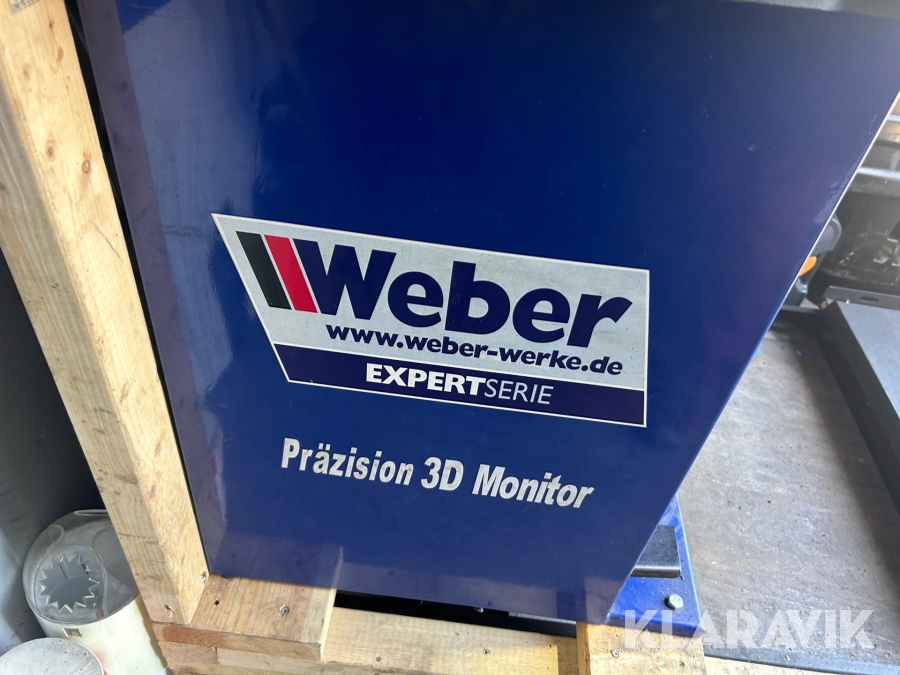 Weber
www.weber-werke.de
EXPERTSERIE
Präzision 3D Monitor
KLARAVIK